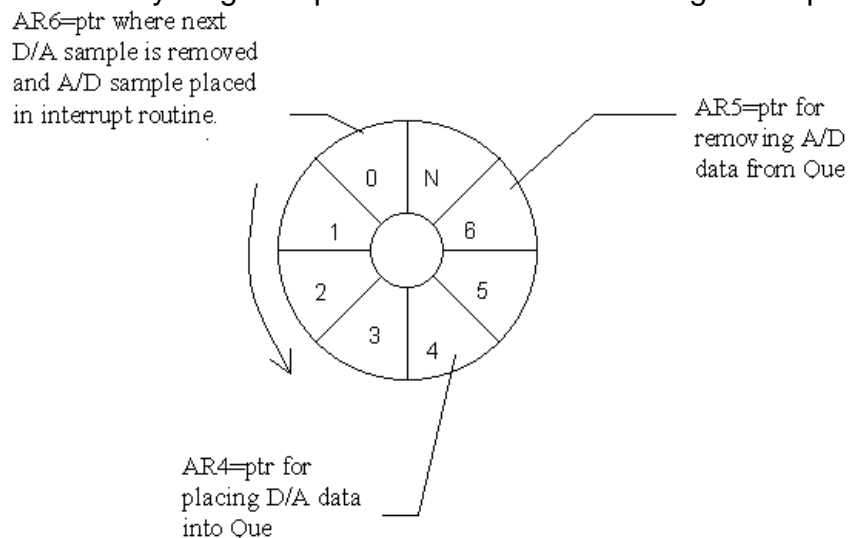 AR6=ptr where next
D/A sample is removed
and A/D sample placed
in interrupt routine.
AR5=ptr for
removing A/D
data from Que
0
N
1
6
2
5
3
4
AR4=ptr for
placing D/A data
into Que